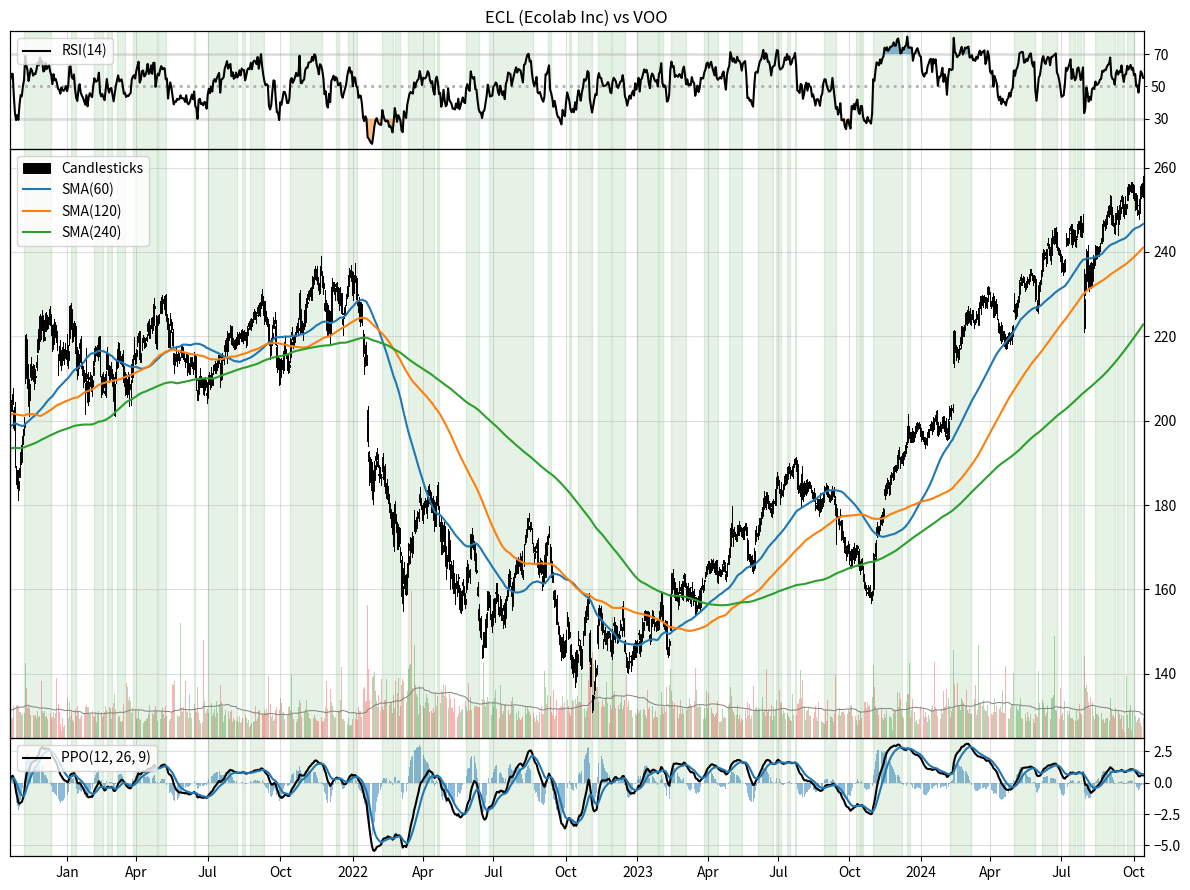 ECL (Ecolab Inc) vs VOO
RSI(14)
70
50
30
Candlesticks
SMA(60)
SMA(120)
SMA(240)
260
240
220
200
180
160
140
PPO(12, 26, 9)
2.5
0.0
−2.5
−5.0
Jan Apr Jul Oct 2022 Apr Jul Oct 2023 Apr Jul Oct 2024 Apr Jul Oct